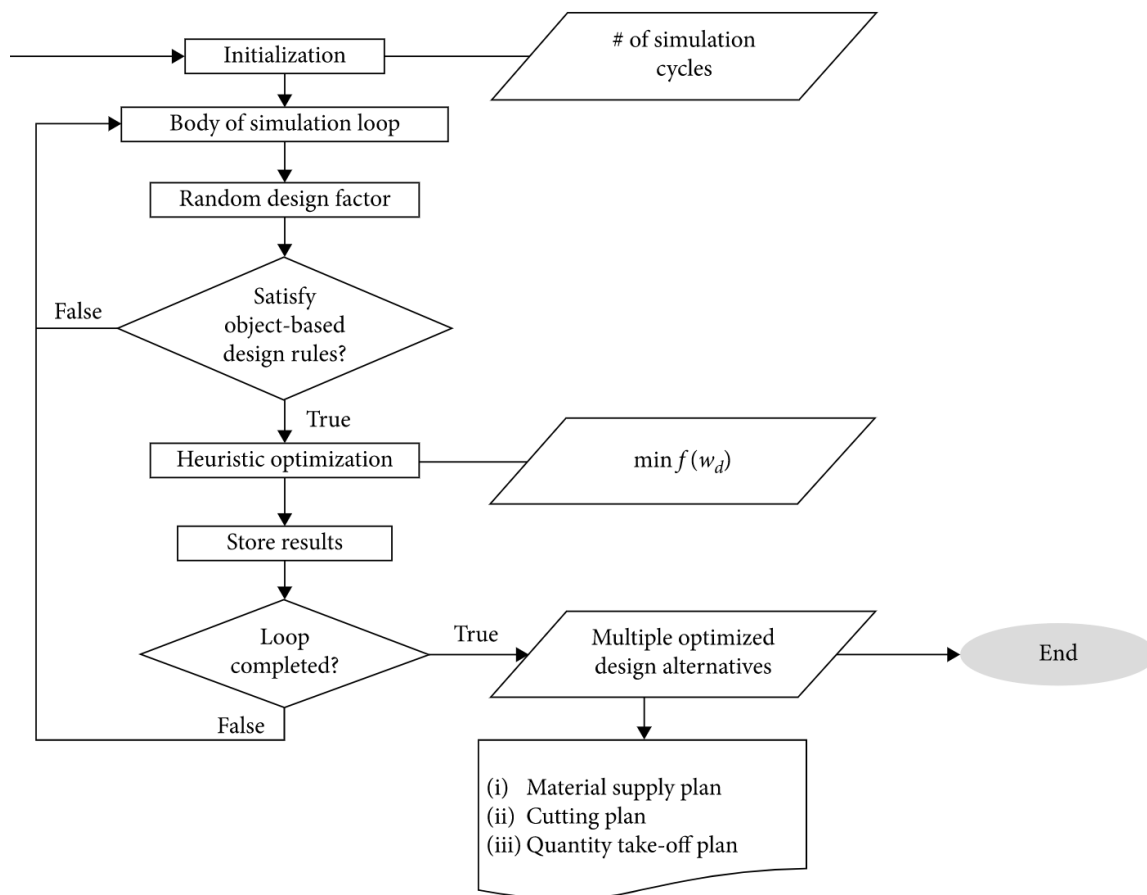 Initialization
# of simulation
cycles
Body of simulation loop
Random design factor
False
Satisfy
object-based
design rules?
True
Heuristic optimization
min f (w_d)
Store results
Loop
completed?
True
Multiple optimized
design alternatives
End
False
(i) Material supply plan
(ii) Cutting plan
(iii) Quantity take-off plan